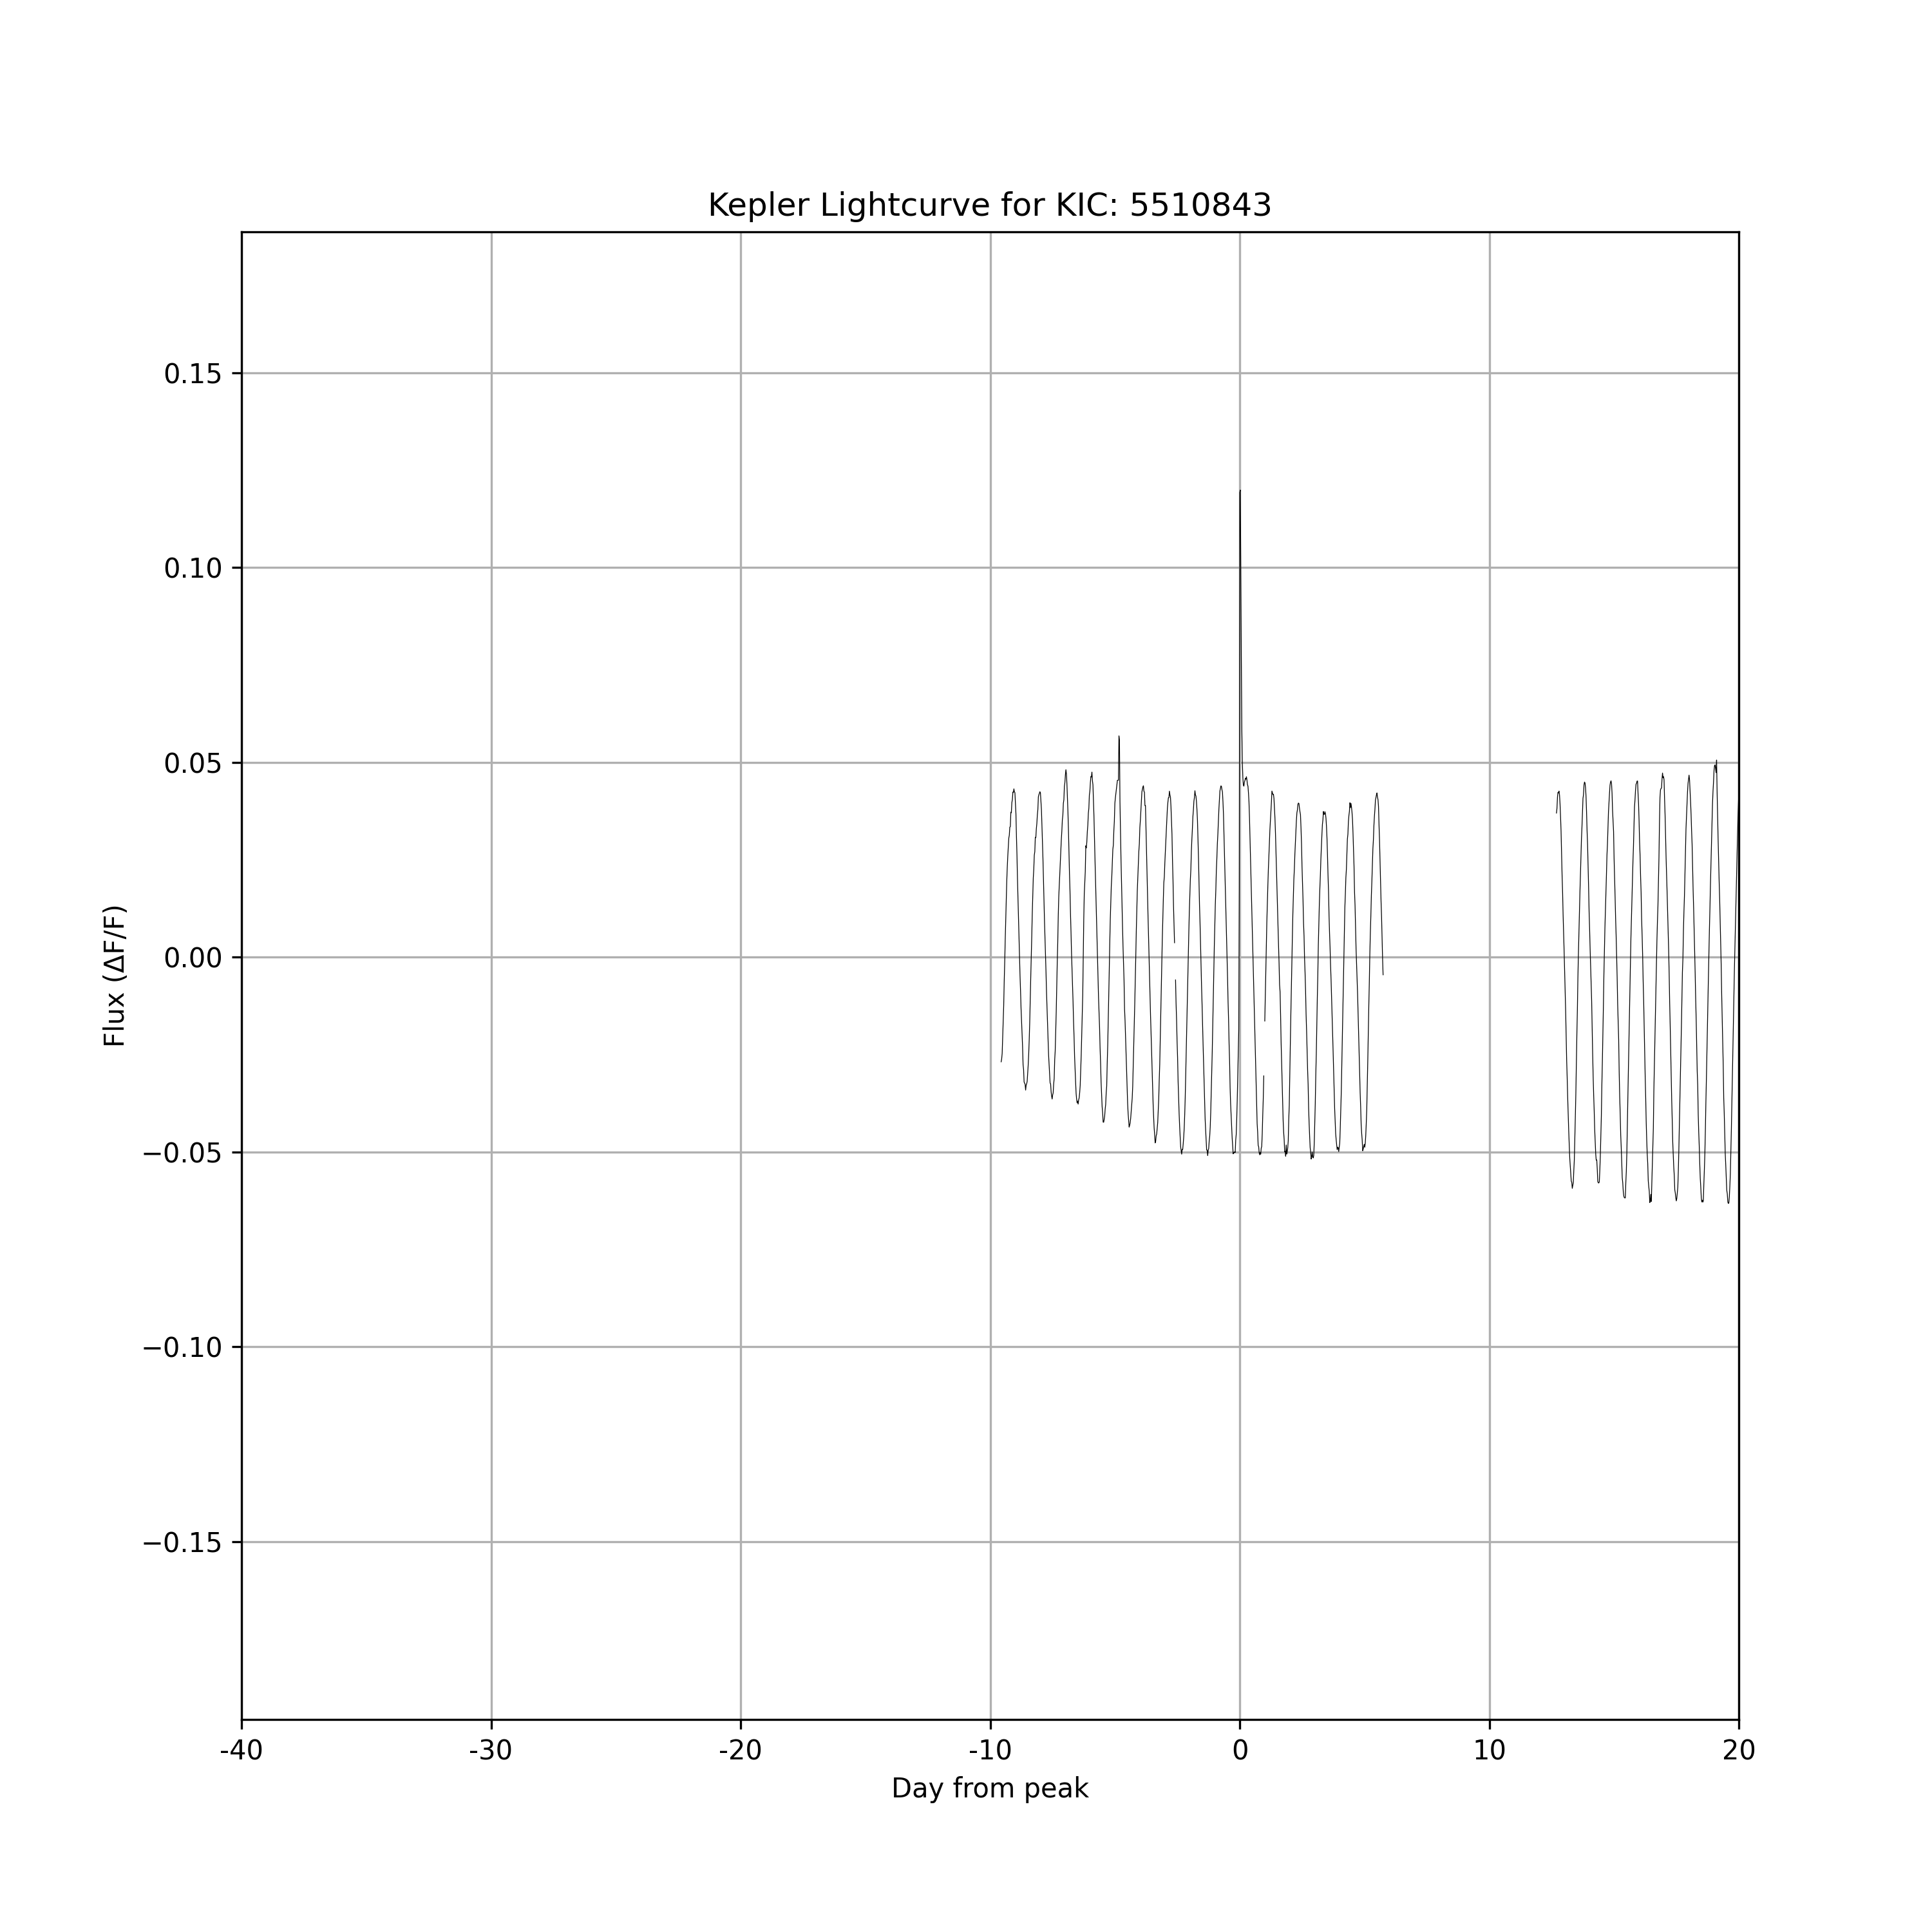 Kepler Lightcurve for KIC: 5510843
0.15
0.10
0.05
0.00
−0.05
−0.10
−0.15
Flux (ΔF/F)
-40 -30 -20 -10 0 10 20
Day from peak